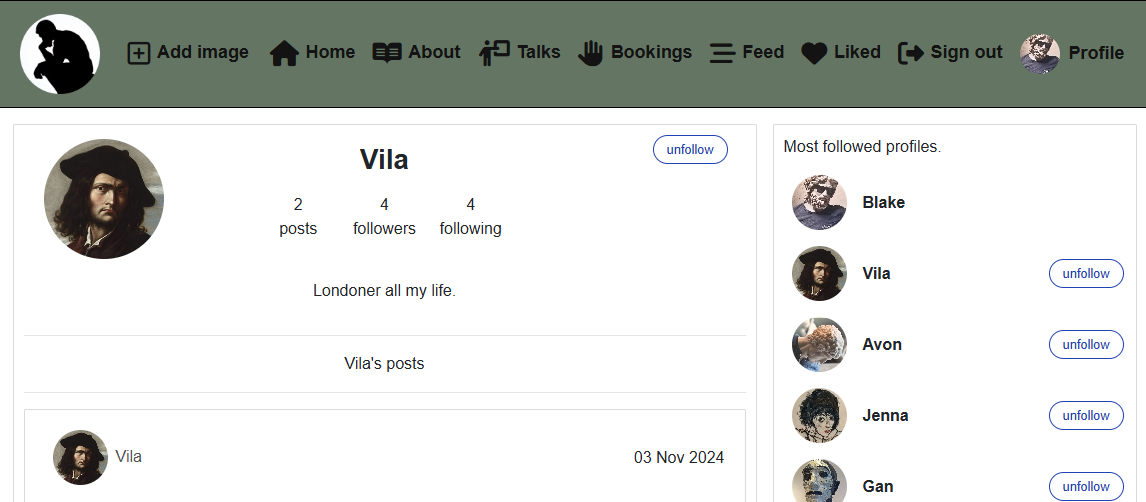 Add image Home About Talks Bookings Feed Liked Sign out Profile
Vila
unfollow
2 4 4
posts followers following
Londoner all my life.
Vila's posts
Vila 03 Nov 2024
Most followed profiles.
Blake
Vila unfollow
Avon unfollow
Jenna unfollow
Gan unfollow